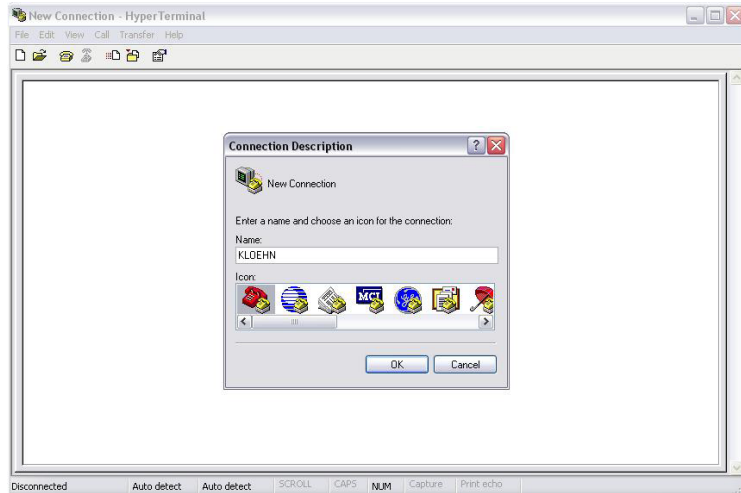 New Connection - HyperTerminal
File Edit View Call Transfer Help
Connection Description
New Connection
Enter a name and choose an icon for the connection:
Name:
KLOEHN
Icon:
MCI
OK Cancel
Disconnected Auto detect Auto detect SCROLL CAPS NUM Capture Print echo